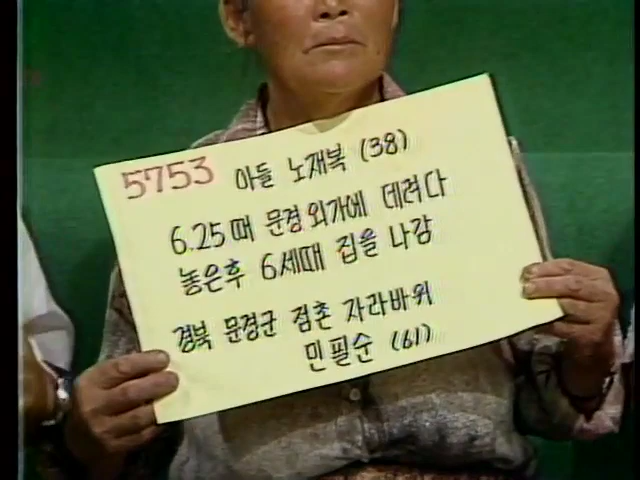 5753 아들 노재복 (38)
6.25때 문경외가에 데려다
놓은후 6세때 집을 나감
경북 문경군 점촌 자라바위
민필순 (61)